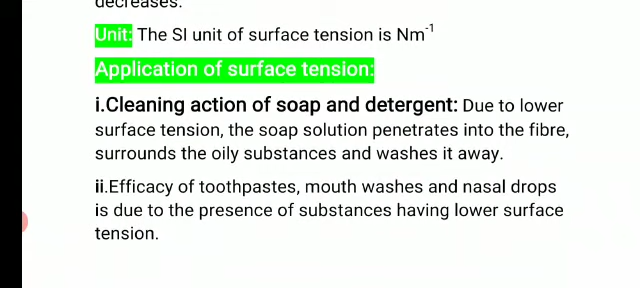 decreases.
Unit: The SI unit of surface tension is Nm⁻¹
Application of surface tension:
i.Cleaning action of soap and detergent: Due to lower
surface tension, the soap solution penetrates into the fibre,
surrounds the oily substances and washes it away.
ii.Efficacy of toothpastes, mouth washes and nasal drops
is due to the presence of substances having lower surface
tension.